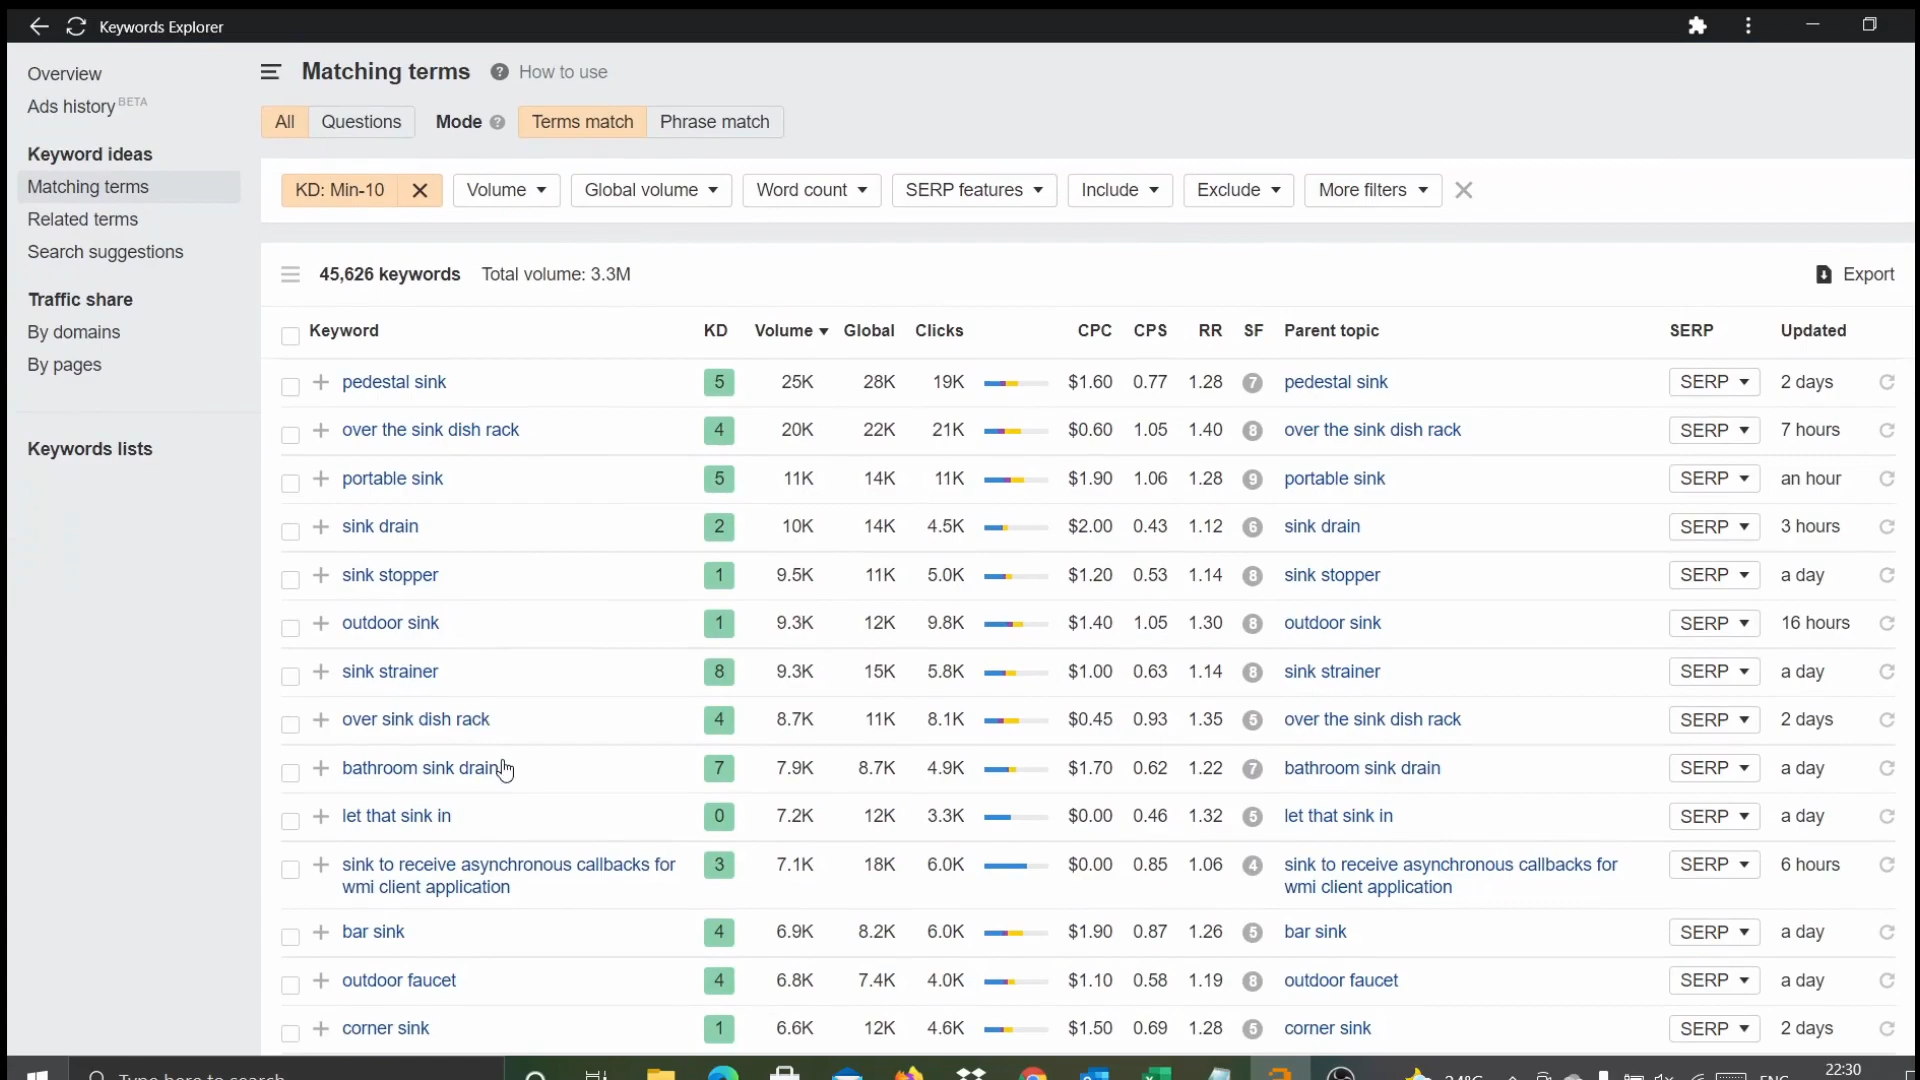 Keywords Explorer
Overview
Ads history BETA
Keyword ideas
Matching terms
Related terms
Search suggestions
Traffic share
By domains
By pages
Keywords lists
Matching terms ? How to use
All Questions Mode ? Terms match Phrase match
KD: Min-10 Volume Global volume Word count SERP features Include Exclude More filters
45,626 keywords Total volume: 3.3M Export
Keyword KD Volume Global Clicks CPC CPS RR SF Parent topic SERP Updated
pedestal sink 5 25K 28K 19K $1.60 0.77 1.28 7 pedestal sink SERP 2 days
over the sink dish rack 4 20K 22K 21K $0.60 1.05 1.40 8 over the sink dish rack SERP 7 hours
portable sink 5 11K 14K 11K $1.90 1.06 1.28 9 portable sink SERP an hour
sink drain 2 10K 14K 4.5K $2.00 0.43 1.12 6 sink drain SERP 3 hours
sink stopper 1 9.5K 11K 5.0K $1.20 0.53 1.14 8 sink stopper SERP a day
outdoor sink 1 9.3K 12K 9.8K $1.40 1.05 1.30 8 outdoor sink SERP 16 hours
sink strainer 8 9.3K 15K 5.8K $1.00 0.63 1.14 8 sink strainer SERP a day
over sink dish rack 4 8.7K 11K 8.1K $0.45 0.93 1.35 5 over the sink dish rack SERP 2 days
bathroom sink drain 7 7.9K 8.7K 4.9K $1.70 0.62 1.22 7 bathroom sink drain SERP a day
let that sink in 0 7.2K 12K 3.3K $0.00 0.46 1.32 5 let that sink in SERP a day
sink to receive asynchronous callbacks for 3 7.1K 18K 6.0K $0.00 0.85 1.06 4 sink to receive asynchronous callbacks for SERP 6 hours
wmi client application wmi client application
bar sink 4 6.9K 8.2K 6.0K $1.90 0.87 1.26 5 bar sink SERP a day
outdoor faucet 4 6.8K 7.4K 4.0K $1.10 0.58 1.19 8 outdoor faucet SERP a day
corner sink 1 6.6K 12K 4.6K $1.50 0.69 1.28 5 corner sink SERP 2 days
Type here to search 24°C ENG 22:30